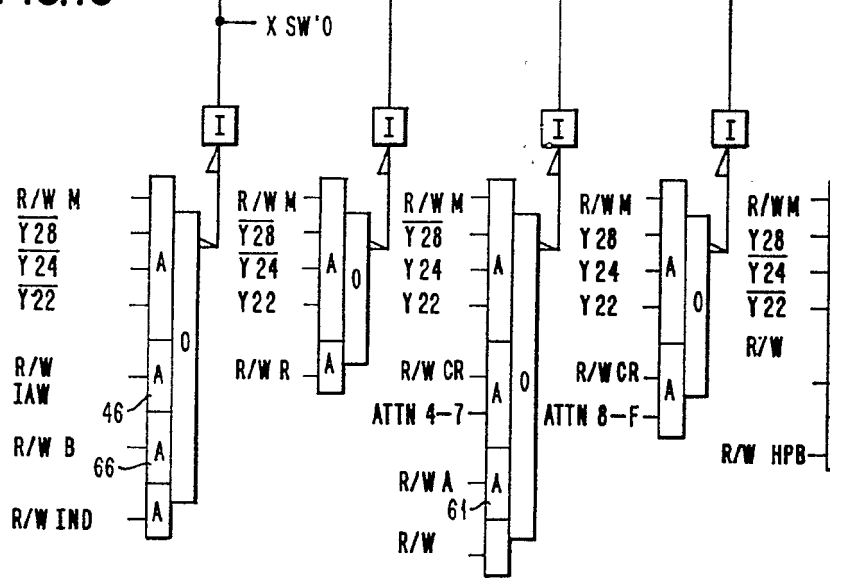 X SW'0
I I I I
R/W M
Y28
Y24
Y22
R/W
IAW
46
R/W B
66
R/W IND
A
A
A
A
O
R/W M
Y28
Y24
Y22
R/W R
A
A
O
R/W M
Y28
Y24
Y22
R/W CR
ATTN 4-7
R/W A
61
R/W
A
A
A
O
R/W M
Y28
Y24
Y22
R/W CR
ATTN 8-F
A
A
O
R/W M
Y28
Y24
Y22
R/W
R/W HPB